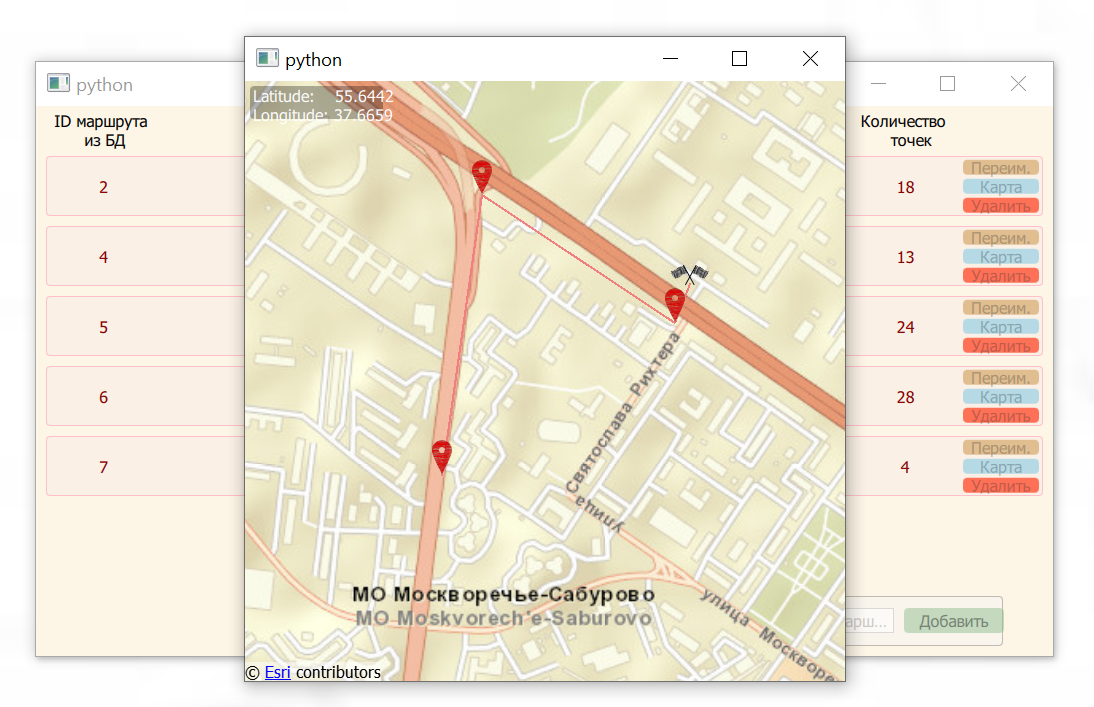 python
python
Latitude: 55.6442
Longitude: 37.6659
ID маршрута
из БД
Количество
точек
2
18
Переим.
Карта
Удалить
4
13
Переим.
Карта
Удалить
5
24
Переим.
Карта
Удалить
6
28
Переим.
Карта
Удалить
7
4
Переим.
Карта
Удалить
Святослава Рихтера
улица
МО Москворечье-Сабурово
МО Moskvorech'e-Saburovo
улица Москворе
арш...
Добавить
© Esri contributors